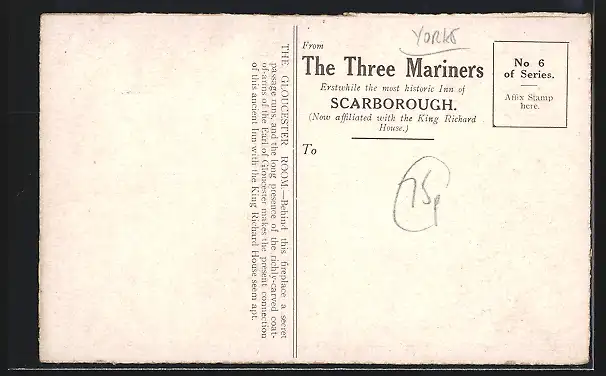 YORKS
From
The Three Mariners
Erstwhile the most historic Inn of
SCARBOROUGH.
(Now affiliated with the King Richard
House.)
To
No 6
of Series.
Affix Stamp
here.
75p
THE GLOUCESTER ROOM.—Behind this fireplace a secret
passage runs, and the long presence of the richly-carved coat-
of-arms of the Earl of Gloucester makes the present connection
of this ancient Inn with the King Richard House seem apt.